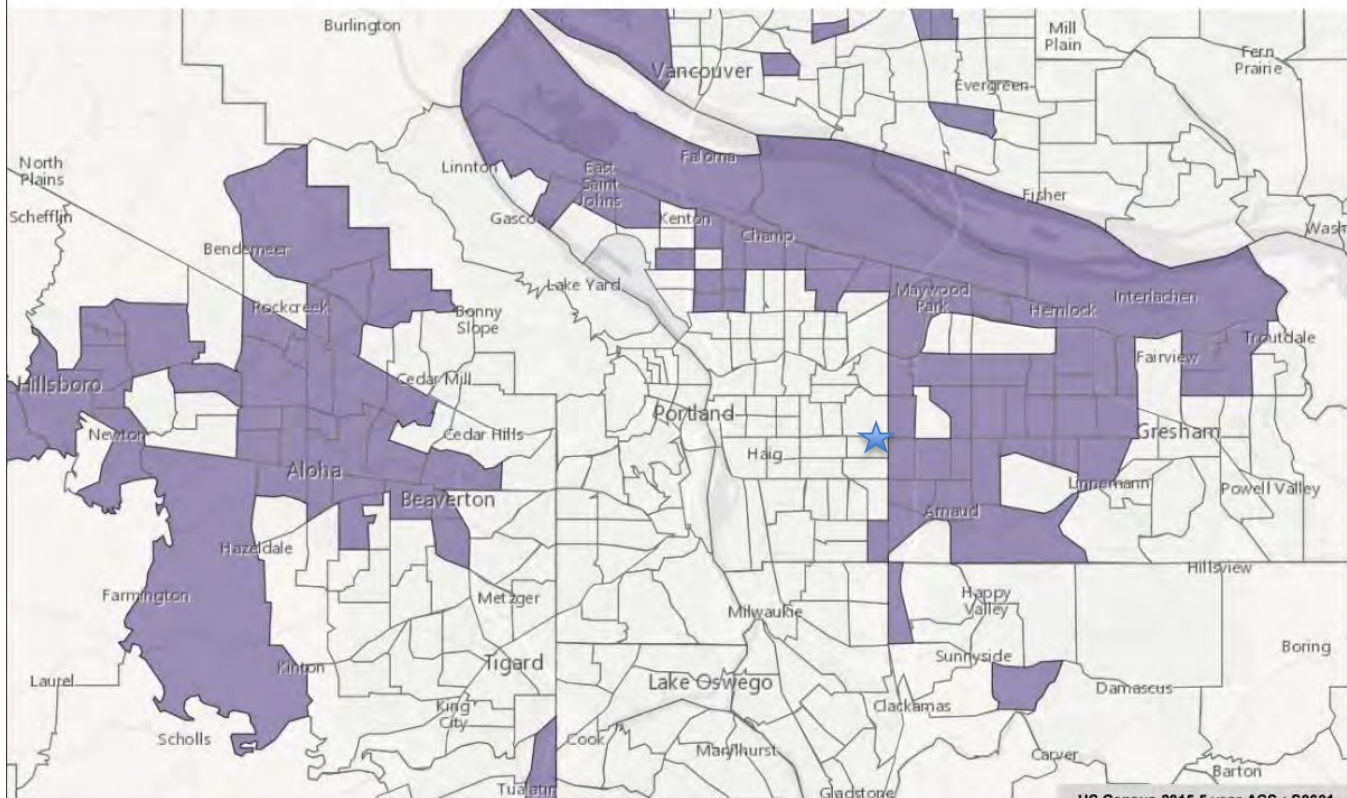 Burlington
Mill
Plain
Fern
Prairie
Vancouver
Evergreen
North
Plains
Linnton
East
Saint
Johns
Faloma
Fisher
Schefflin
Gasco
Kenton
Wash
Bendemeer
Champ
Lake Yard
Maywood
Park
Hemlock
Interlachen
Rockcreek
Bonny
Slope
Troutdale
Fairview
Hillsboro
Cedar Mill
Portland
Newton
Cedar Hills
Haig
Gresham
Aloha
Beaverton
Linnemann
Powell Valley
Arnaud
Hazeldale
Hillsview
Farmington
Metzger
Milwaukie
Happy
Valley
Boring
Kinton
Tigard
Sunnyside
Laurel
Lake Oswego
Damascus
King
City
Clackamas
Scholls
Cook
Marylhurst
Carver
Barton
Tualatin
Gladstone